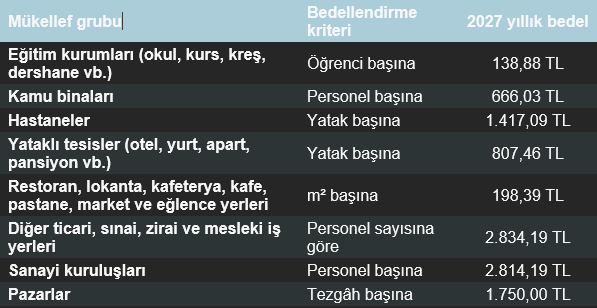 Mükellef grubu
Bedellendirme
kriteri
2027 yıllık bedel
Eğitim kurumları (okul, kurs, kreş,
dershane vb.)
Öğrenci başına
138,88 TL
Kamu binaları
Personel başına
666,03 TL
Hastaneler
Yatak başına
1.417,09 TL
Yataklı tesisler (otel, yurt, apart,
pansiyon vb.)
Yatak başına
807,46 TL
Restoran, lokanta, kafeterya, kafe,
pastane, market ve eğlence yerleri
m² başına
198,39 TL
Diğer ticari, sınai, zirai ve mesleki iş
yerleri
Personel sayısına
göre
2.834,19 TL
Sanayi kuruluşları
Personel başına
2.814,19 TL
Pazarlar
Tezgâh başına
1.750,00 TL